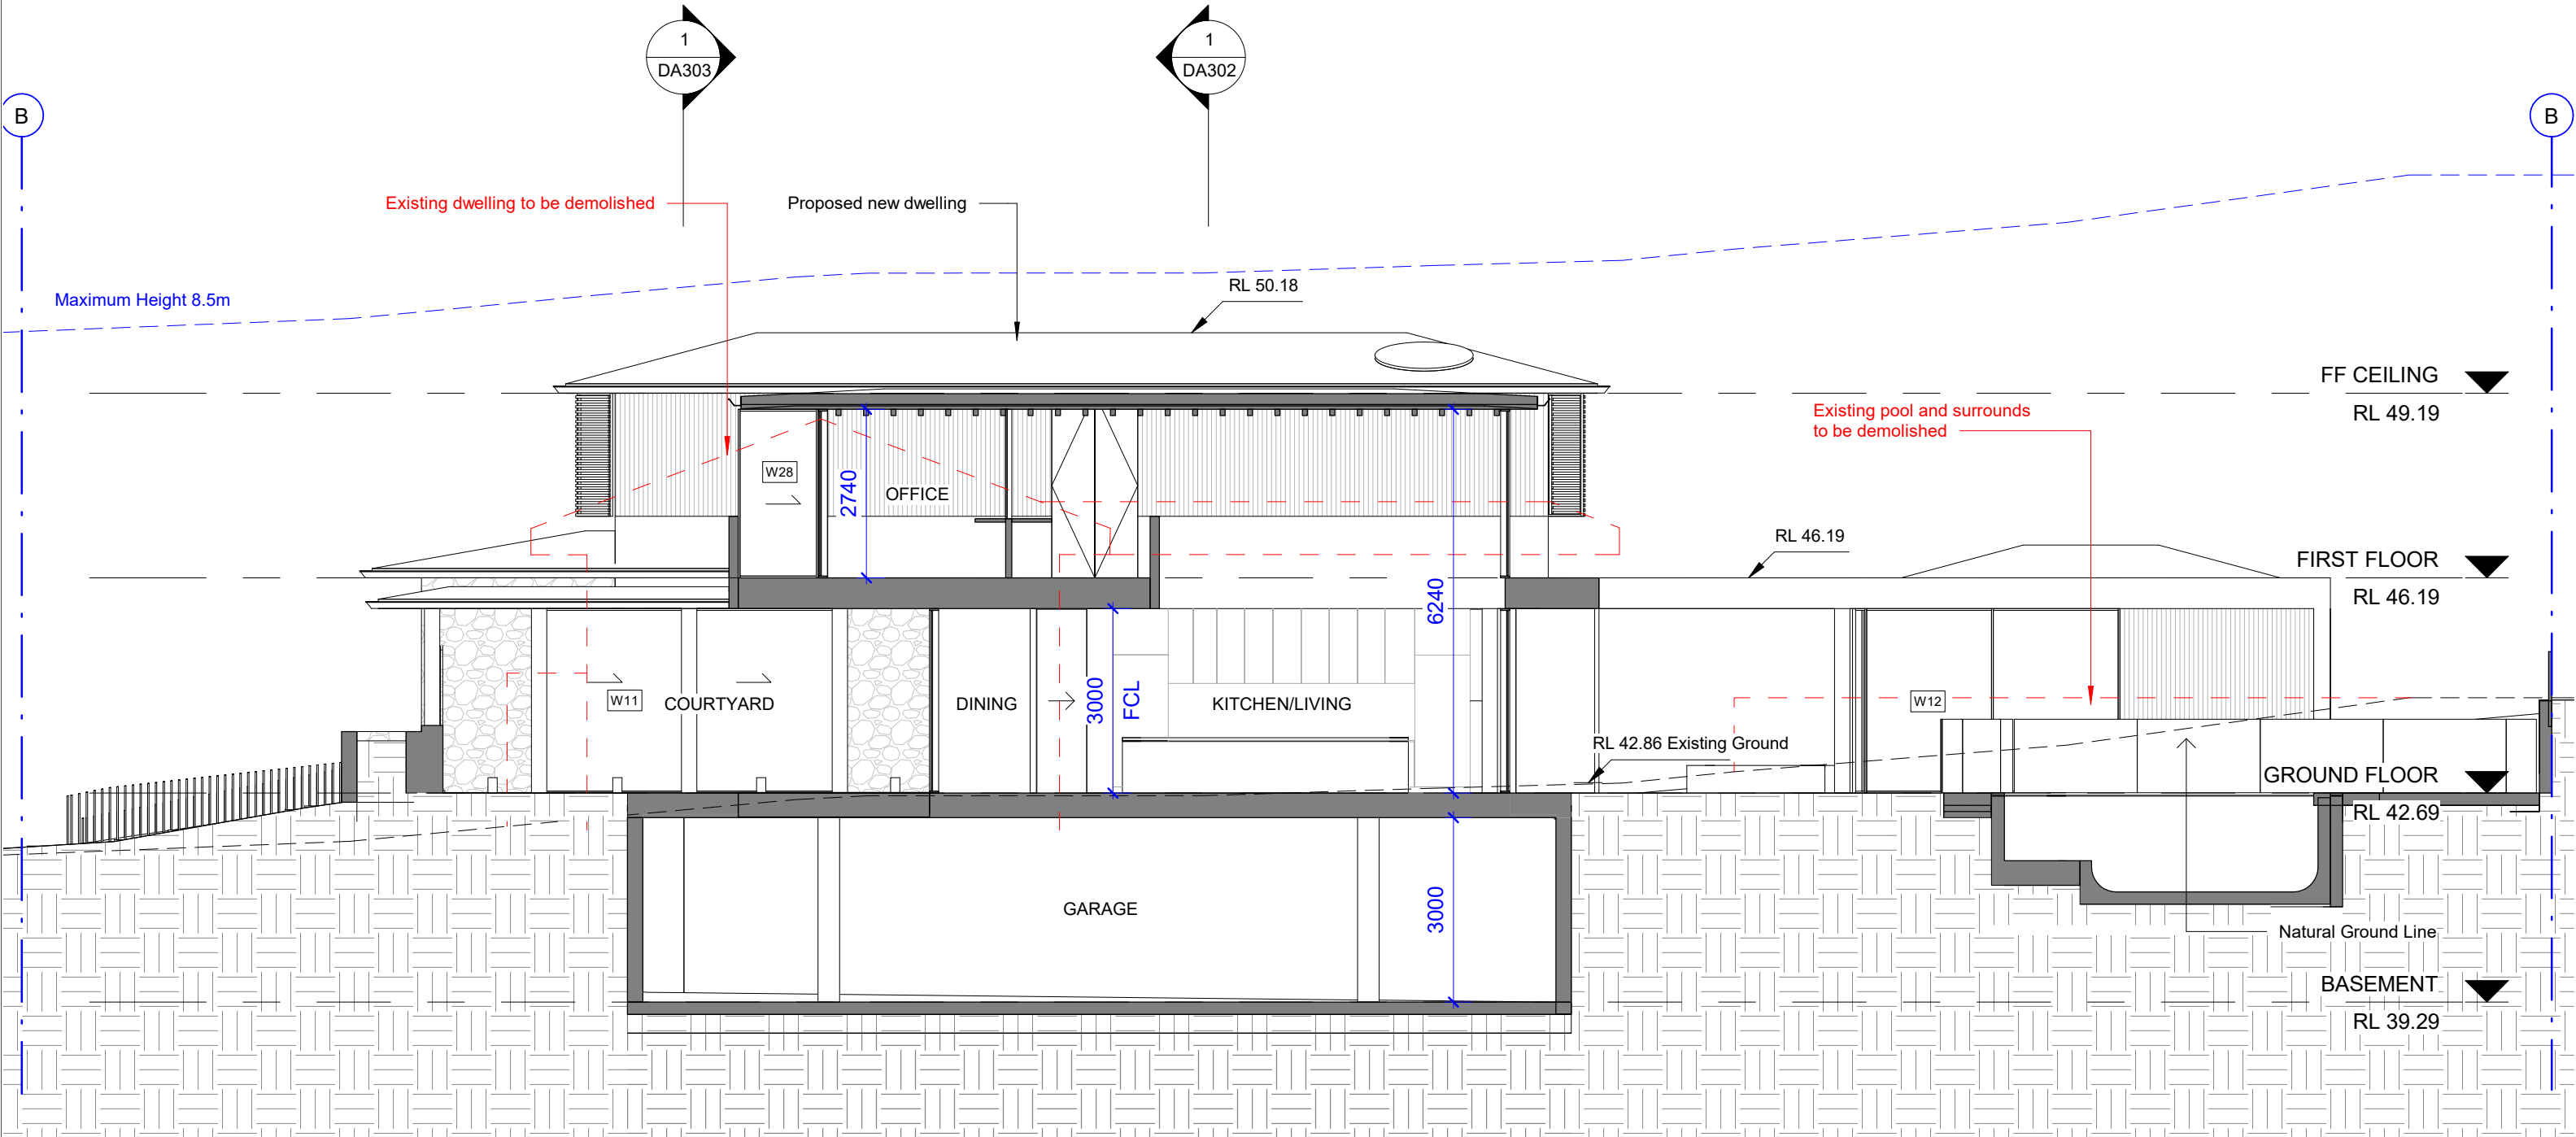 1
DA303
1
DA302
B
B
Existing dwelling to be demolished
Proposed new dwelling
Maximum Height 8.5m
RL 50.18
FF CEILING
RL 49.19
Existing pool and surrounds
to be demolished
W28
2740
OFFICE
RL 46.19
FIRST FLOOR
RL 46.19
6240
W11
COURTYARD
DINING
3000
FCL
KITCHEN/LIVING
W12
RL 42.86 Existing Ground
GROUND FLOOR
RL 42.69
GARAGE
3000
Natural Ground Line
BASEMENT
RL 39.29